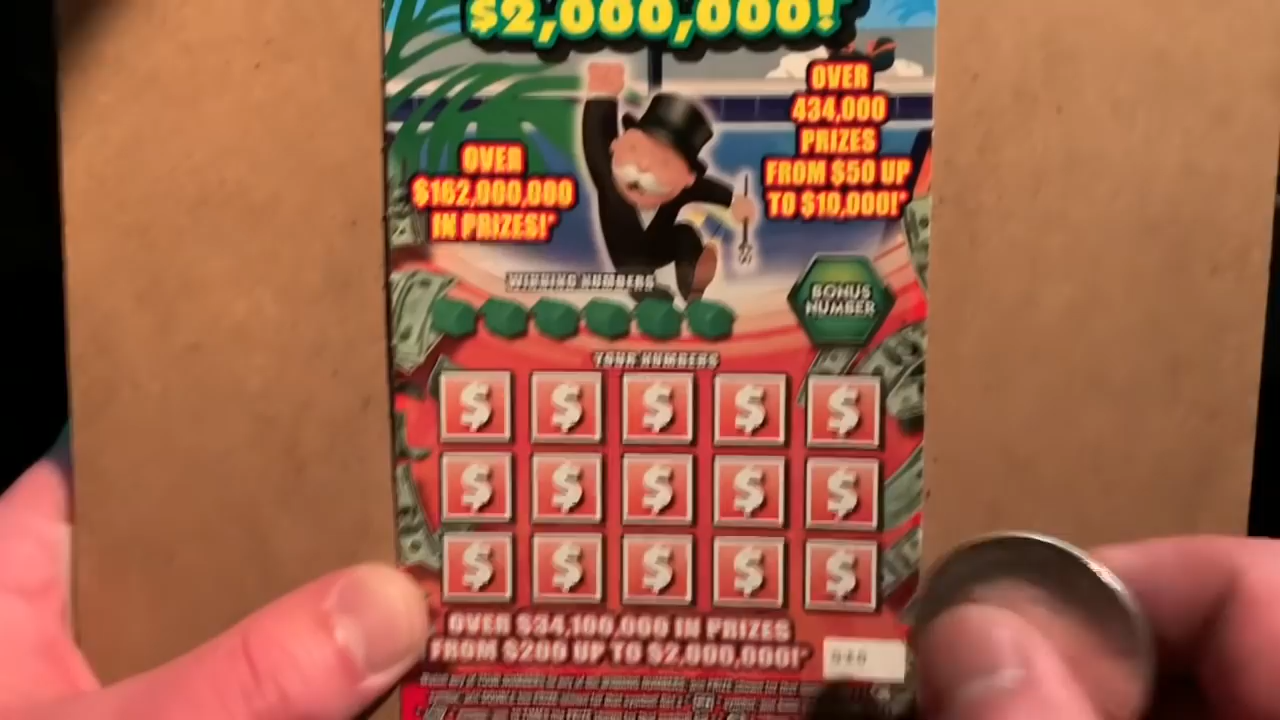 $2,000,000!
OVER
$162,000,000
IN PRIZES!*
OVER
434,000
PRIZES
FROM $50 UP
TO $10,000!*
WINNING NUMBERS
BONUS
NUMBER
YOUR NUMBERS
$ $ $ $ $
$ $ $ $ $
$ $ $ $ $
OVER $34,100,000 IN PRIZES
FROM $200 UP TO $2,000,000!*